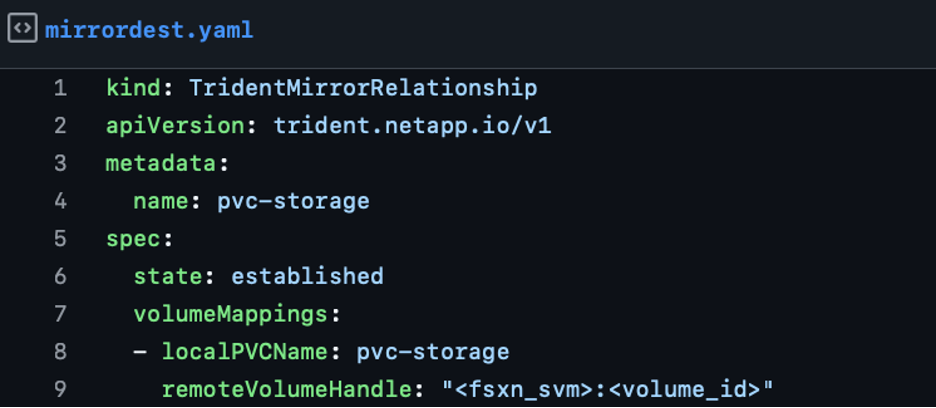 mirrordest.yaml
1 kind: TridentMirrorRelationship
2 apiVersion: trident.netapp.io/v1
3 metadata:
4   name: pvc-storage
5 spec:
6   state: established
7   volumeMappings:
8   - localPVCName: pvc-storage
9     remoteVolumeHandle: "<fsxn_svm>:<volume_id>"